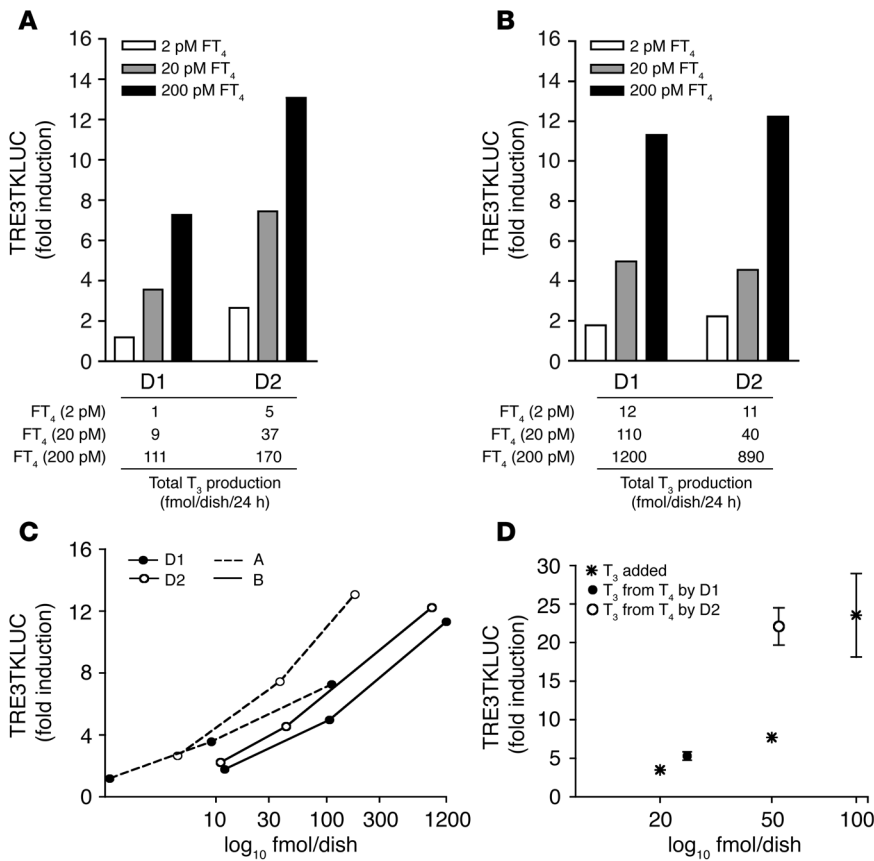 A
TRE3TKLUC
(fold induction)
16
14
12
10
8
6
4
2
0
2 pM FT4
20 pM FT4
200 pM FT4
D1 D2
FT4 (2 pM) 1 5
FT4 (20 pM) 9 37
FT4 (200 pM) 111 170
Total T3 production
(fmol/dish/24 h)
B
TRE3TKLUC
(fold induction)
16
14
12
10
8
6
4
2
0
2 pM FT4
20 pM FT4
200 pM FT4
D1 D2
FT4 (2 pM) 12 11
FT4 (20 pM) 110 40
FT4 (200 pM) 1200 890
Total T3 production
(fmol/dish/24 h)
C
TRE3TKLUC
(fold induction)
16
12
8
4
0
D1 A
D2 B
10 30 100 300 1200
log10 fmol/dish
D
TRE3TKLUC
(fold induction)
30
25
20
15
10
5
0
T3 added
T3 from T4 by D1
T3 from T4 by D2
20 50 100
log10 fmol/dish